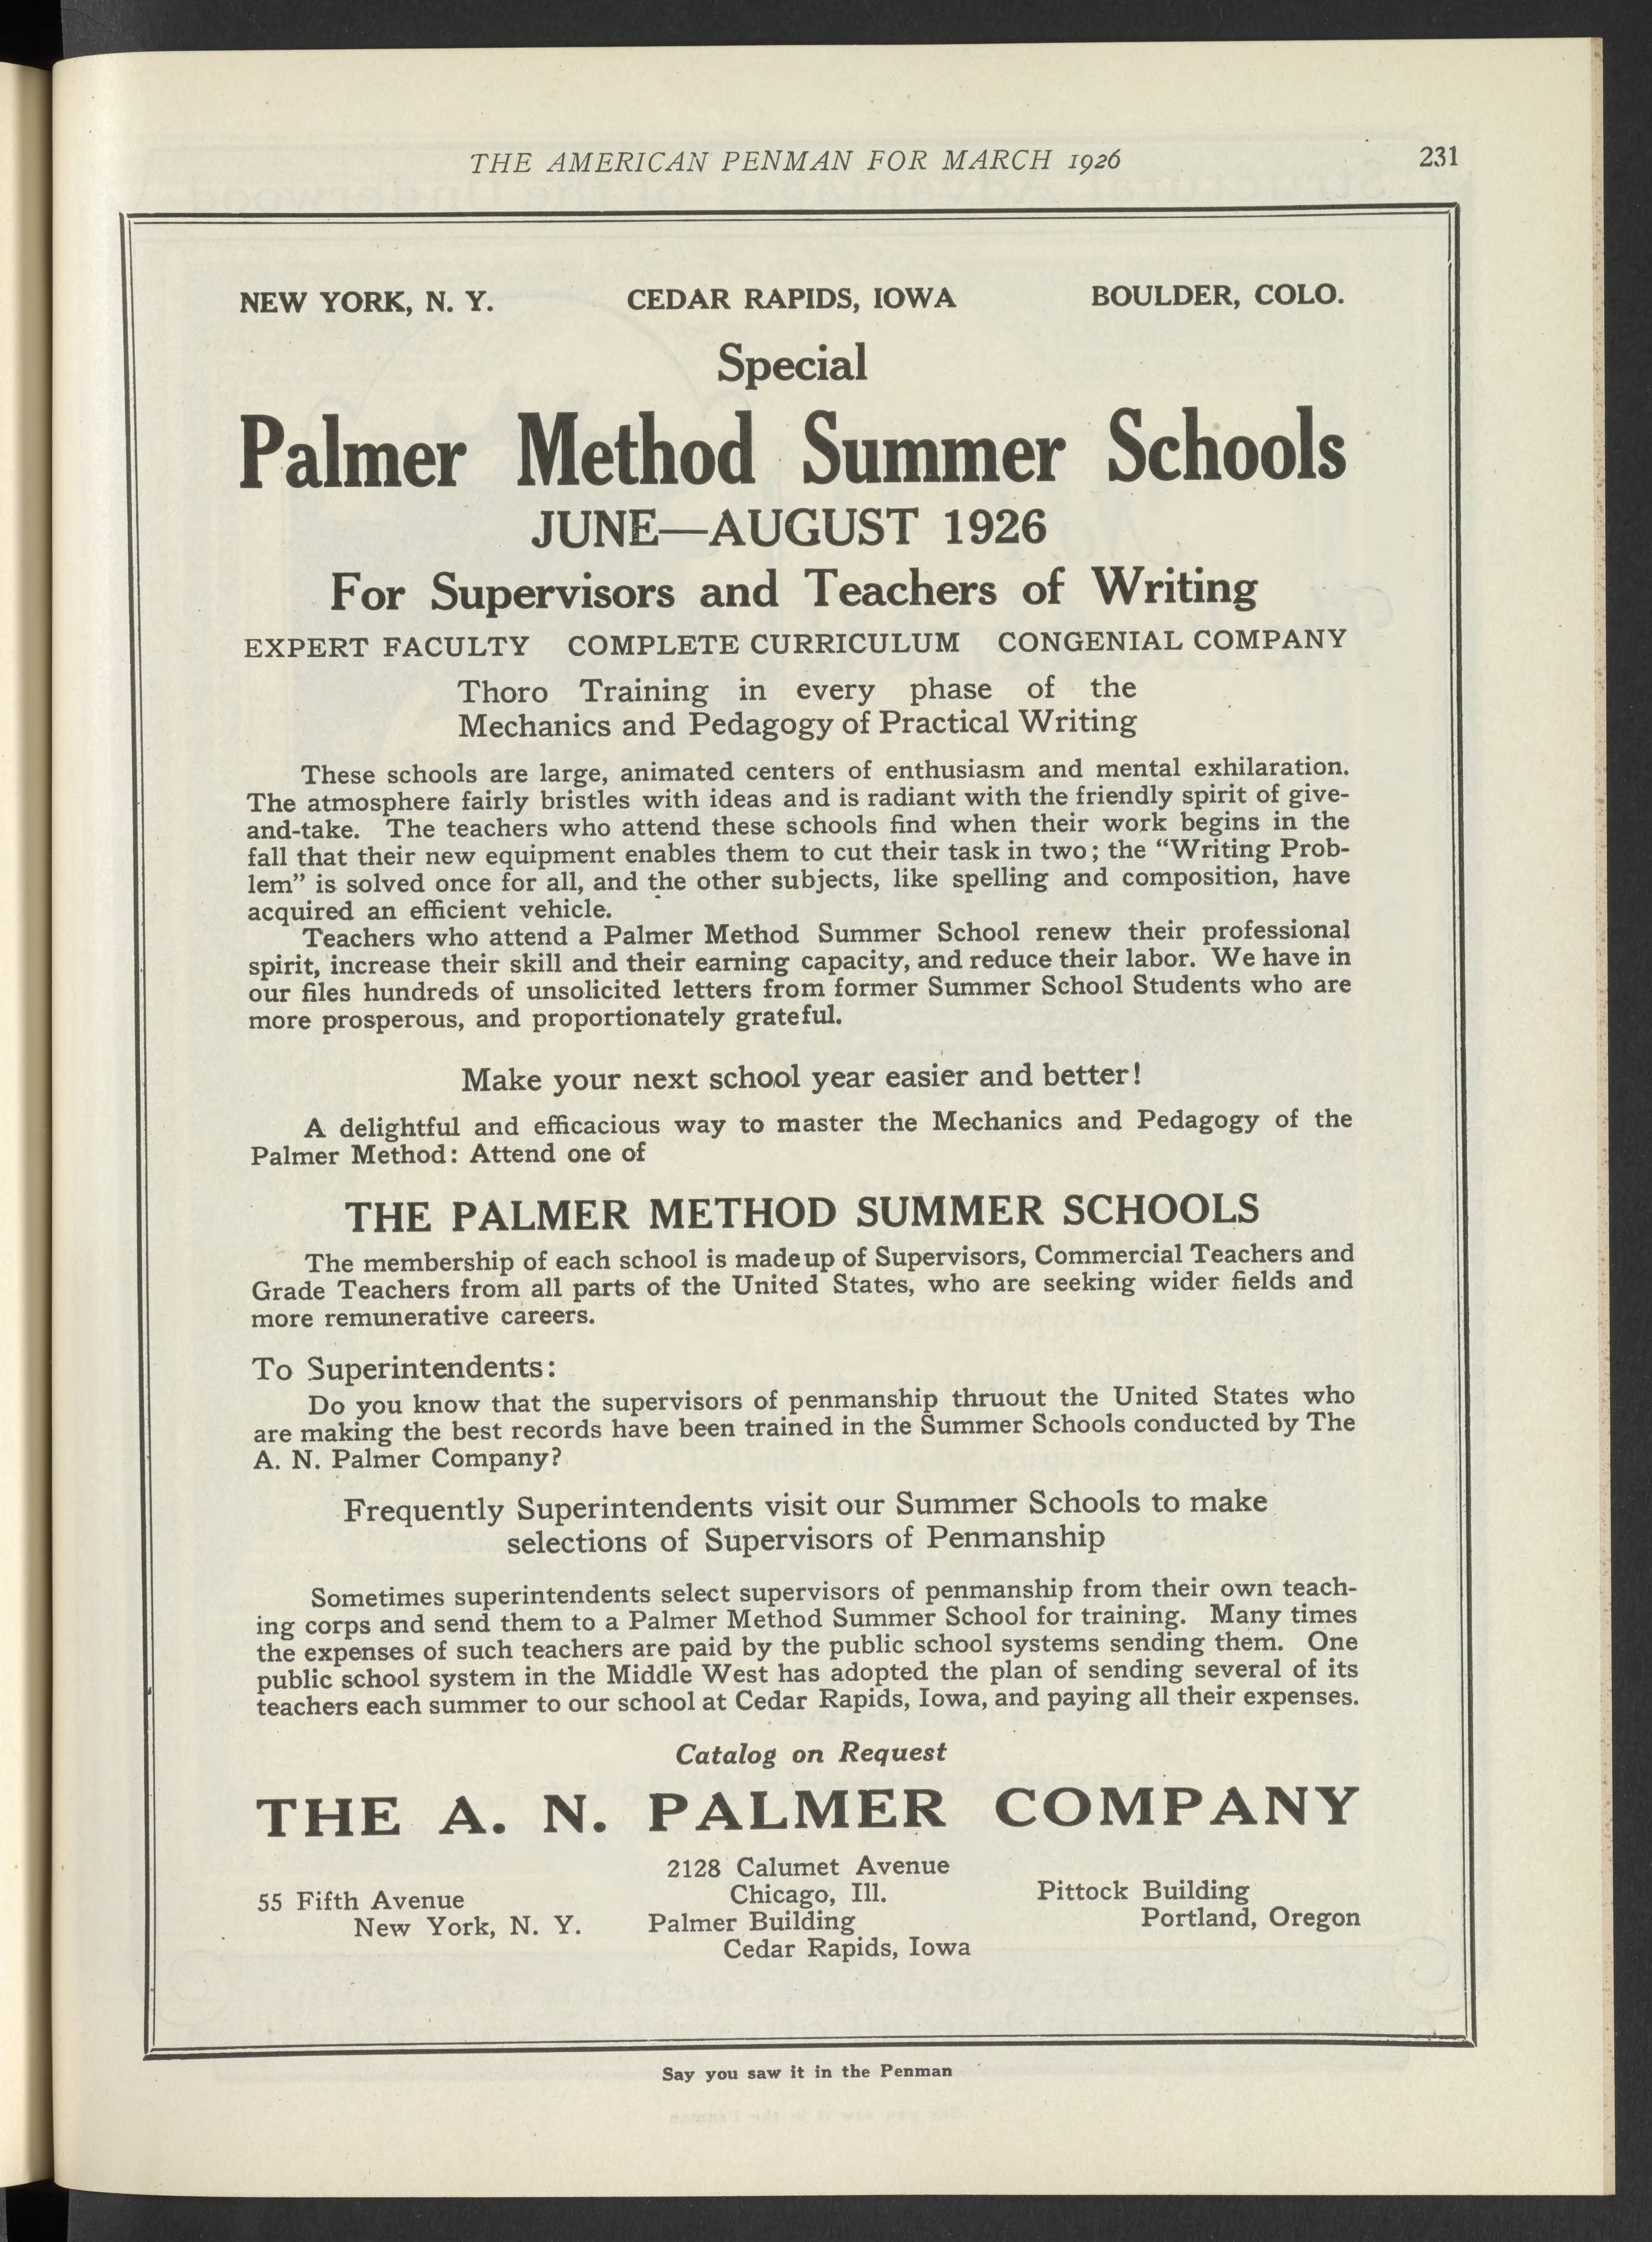 THE AMERICAN PENMAN FOR MARCH 1926
231
NEW YORK, N. Y.
CEDAR RAPIDS, IOWA
BOULDER, COLO.
Special
Palmer Method Summer Schools
JUNE—AUGUST 1926
For Supervisors and Teachers of Writing
EXPERT FACULTY COMPLETE CURRICULUM CONGENIAL COMPANY
Thoro Training in every phase of the
Mechanics and Pedagogy of Practical Writing
These schools are large, animated centers of enthusiasm and mental exhilaration.
The atmosphere fairly bristles with ideas and is radiant with the friendly spirit of give-
and-take. The teachers who attend these schools find when their work begins in the
fall that their new equipment enables them to cut their task in two; the “Writing Prob-
lem” is solved once for all, and the other subjects, like spelling and composition, have
acquired an efficient vehicle.
Teachers who attend a Palmer Method Summer School renew their professional
spirit, increase their skill and their earning capacity, and reduce their labor. We have in
our files hundreds of unsolicited letters from former Summer School Students who are
more prosperous, and proportionately grateful.
Make your next school year easier and better!
A delightful and efficacious way to master the Mechanics and Pedagogy of the
Palmer Method: Attend one of
THE PALMER METHOD SUMMER SCHOOLS
The membership of each school is made up of Supervisors, Commercial Teachers and
Grade Teachers from all parts of the United States, who are seeking wider fields and
more remunerative careers.
To Superintendents:
Do you know that the supervisors of penmanship thruout the United States who
are making the best records have been trained in the Summer Schools conducted by The
A. N. Palmer Company?
Frequently Superintendents visit our Summer Schools to make
selections of Supervisors of Penmanship
Sometimes superintendents select supervisors of penmanship from their own teach-
ing corps and send them to a Palmer Method Summer School for training. Many times
the expenses of such teachers are paid by the public school systems sending them. One
public school system in the Middle West has adopted the plan of sending several of its
teachers each summer to our school at Cedar Rapids, Iowa, and paying all their expenses.
Catalog on Request
THE A. N. PALMER COMPANY
55 Fifth Avenue
New York, N. Y.
2128 Calumet Avenue
Chicago, Ill.
Palmer Building
Cedar Rapids, Iowa
Pittock Building
Portland, Oregon
Say you saw it in the Penman